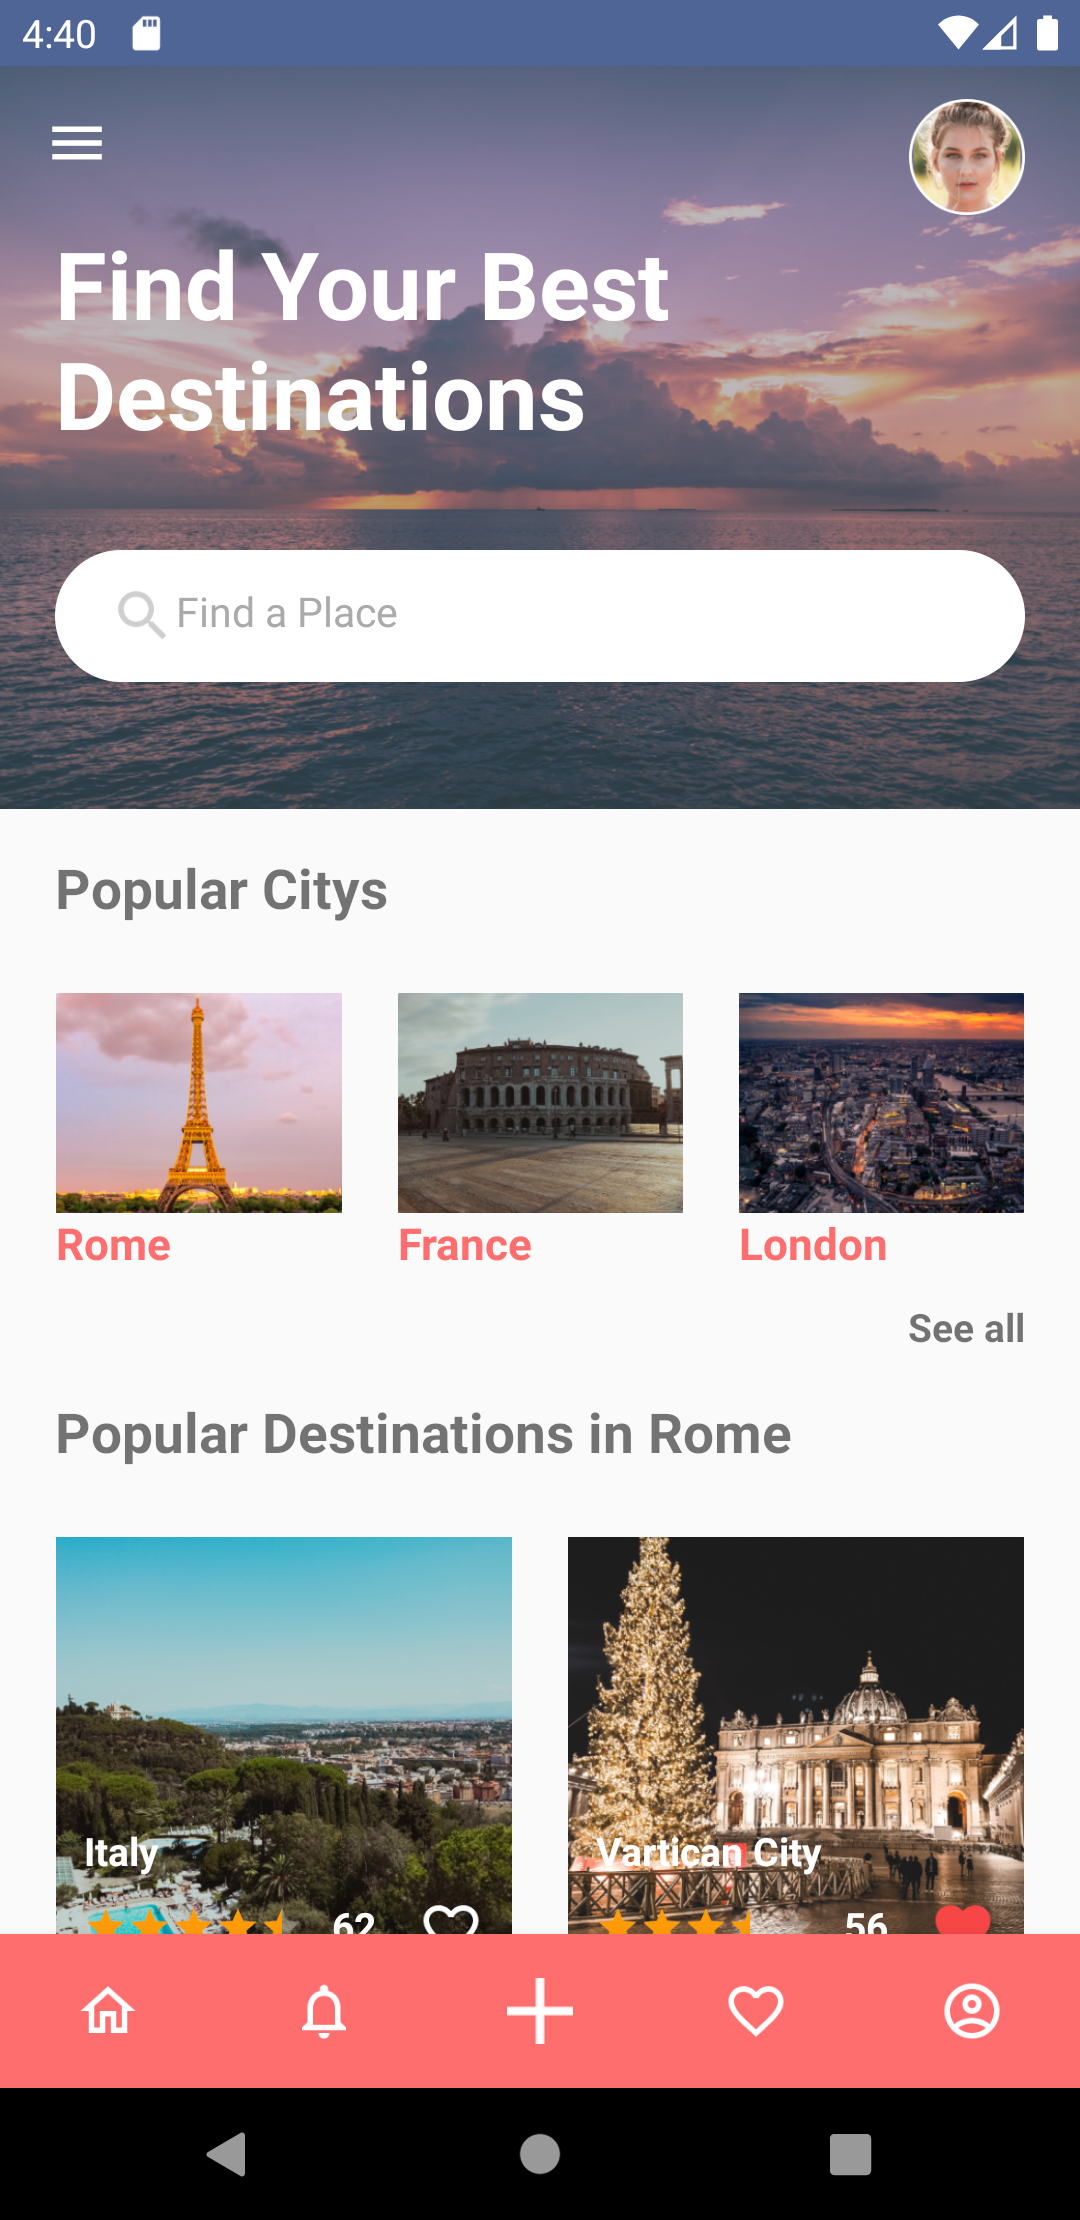 4:40
Find Your Best
Destinations
Find a Place
Popular Citys
Rome
France
London
See all
Popular Destinations in Rome
Italy
Vartican City
62
56